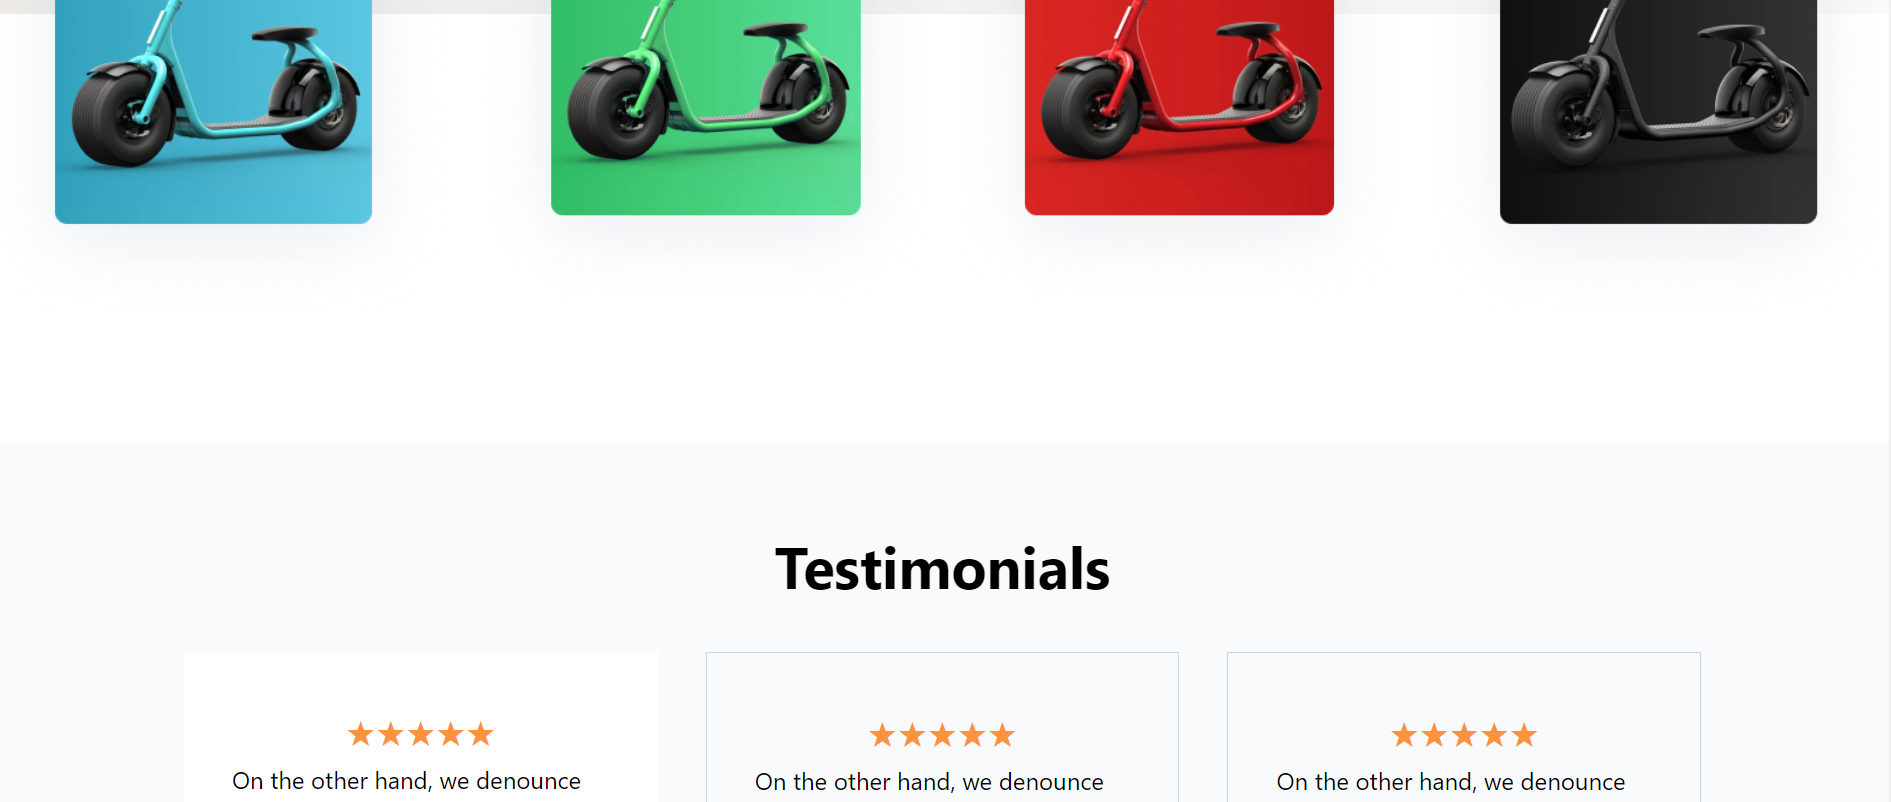 Testimonials
★★★★★
On the other hand, we denounce
★★★★★
On the other hand, we denounce
★★★★★
On the other hand, we denounce